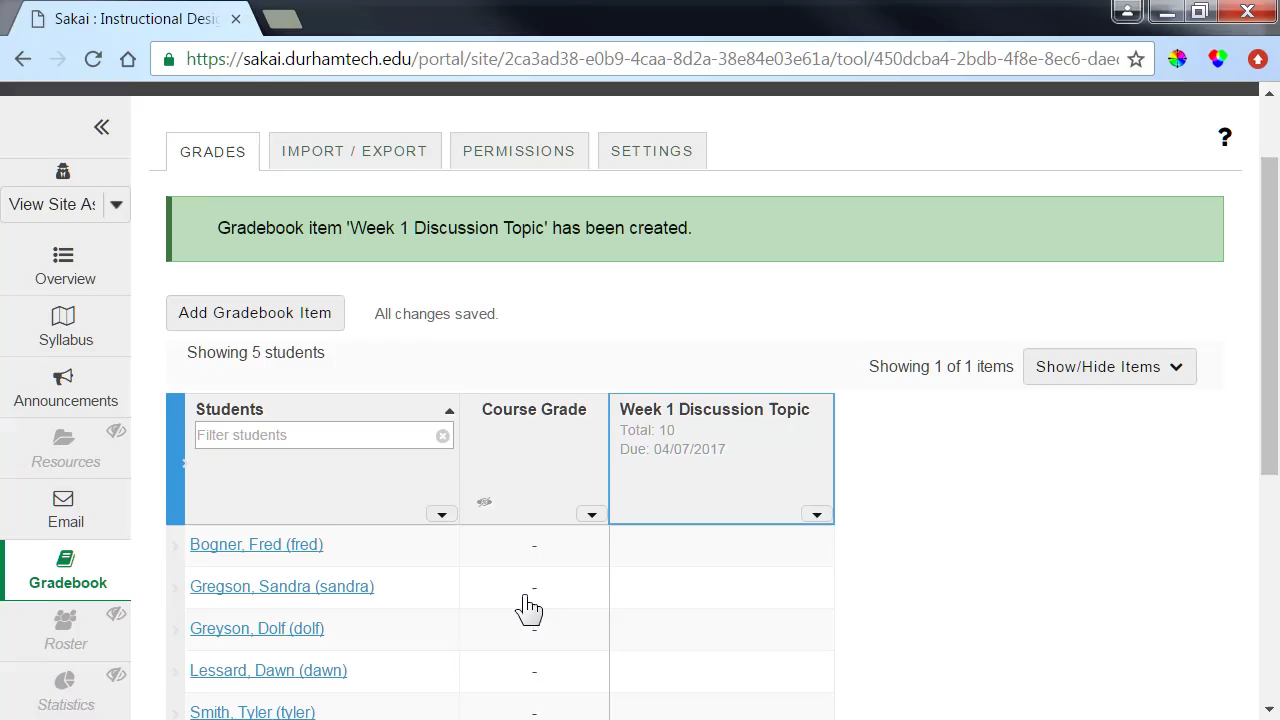 Sakai : Instructional Desi
https://sakai.durhamtech.edu/portal/site/2c3ad38-e0b9-4caa-8d2a-38e84e03e61a/tool/450dcba4-2bdb-4f8e-8ec6-daec
GRADES
IMPORT / EXPORT
PERMISSIONS
SETTINGS
?
View Site As
Gradebook item 'Week 1 Discussion Topic' has been created.
Overview
Add Gradebook Item
All changes saved.
Syllabus
Showing 5 students
Showing 1 of 1 items
Show/Hide Items
Announcements
Students
Course Grade
Week 1 Discussion Topic
Filter students
Total: 10
Due: 04/07/2017
Resources
Email
Bogner, Fred (fred)
-
Gradebook
Gregson, Sandra (sandra)
-
Greyson, Dolf (dolf)
-
Roster
Lessard, Dawn (dawn)
-
Statistics
Smith, Tyler (tyler)
-